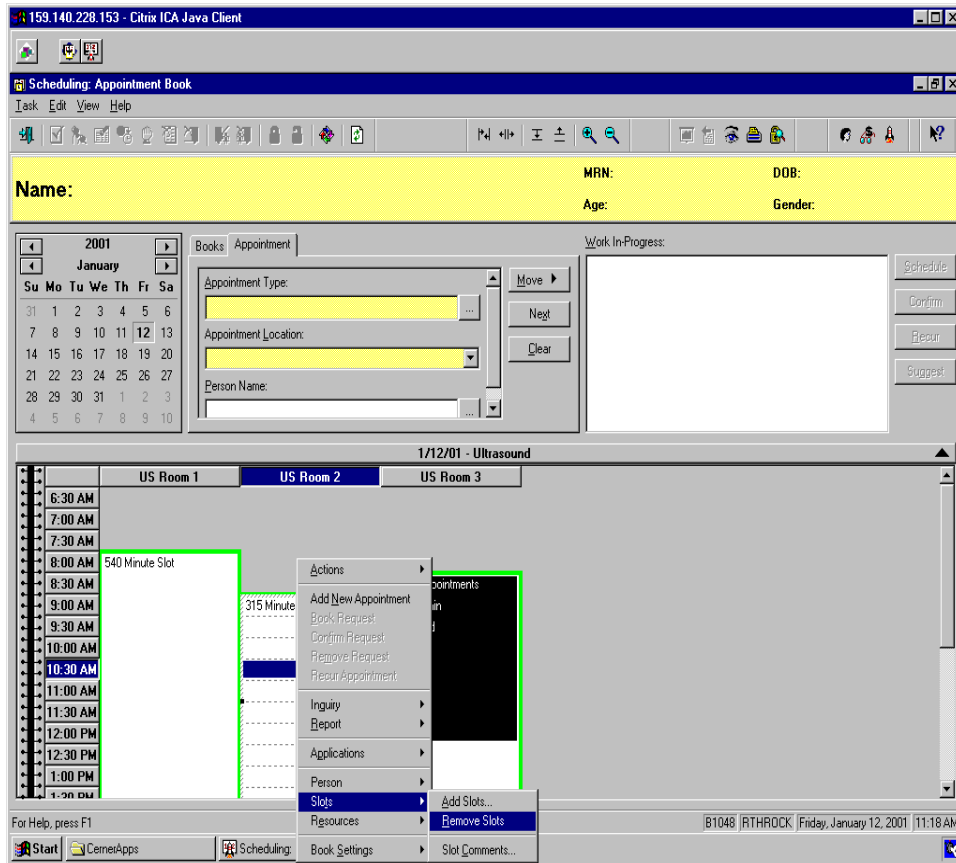 159.140.228.153 - Citrix ICA Java Client
Scheduling: Appointment Book
Task Edit View Help
Name:
MRN: DOB:
Age: Gender:
2001
January
Su Mo Tu We Th Fr Sa
31 1 2 3 4 5 6
7 8 9 10 11 12 13
14 15 16 17 18 19 20
21 22 23 24 25 26 27
28 29 30 31 1 2 3
4 5 6 7 8 9 10
Books Appointment
Appointment Type:
...
Appointment Location:
Person Name:
...
Move
Next
Clear
Work In-Progress:
Schedule
Confirm
Recur
Suggest
1/12/01 - Ultrasound
US Room 1 US Room 2 US Room 3
6:30 AM
7:00 AM
7:30 AM
8:00 AM 540 Minute Slot
8:30 AM
9:00 AM 315 Minute
9:30 AM
10:00 AM
10:30 AM
11:00 AM
11:30 AM
12:00 PM
12:30 PM
1:00 PM
1:30 PM
Actions
Add New Appointment
Book Request
Confirm Request
Remove Request
Recur Appointment
Inquiry
Report
Applications
Person
Slots
Resources
Book Settings
Add Slots...
Remove Slots
Slot Comments...
For Help, press F1
B1048 RTHROCK Friday, January 12, 2001 11:18 AM
Start CernerApps Scheduling: